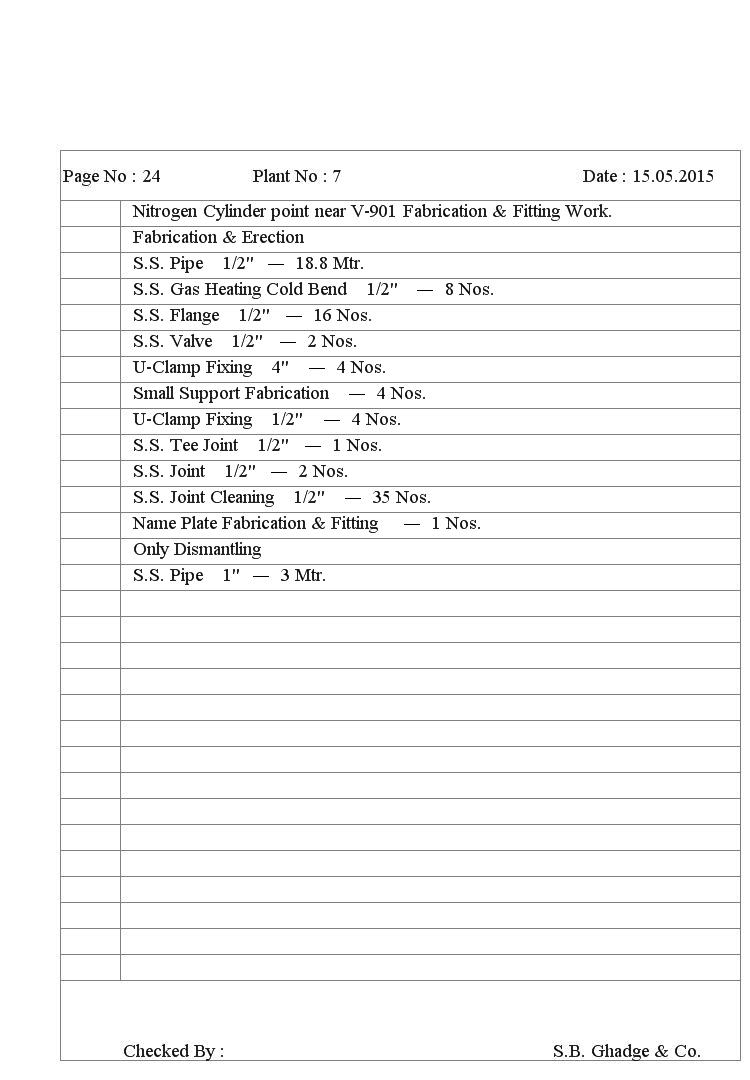 Page No : 24 Plant No : 7 Date : 15.05.2015
Nitrogen Cylinder point near V-901 Fabrication & Fitting Work.
Fabrication & Erection
S.S. Pipe 1/2" — 18.8 Mtr.
S.S. Gas Heating Cold Bend 1/2" — 8 Nos.
S.S. Flange 1/2" — 16 Nos.
S.S. Valve 1/2" — 2 Nos.
U-Clamp Fixing 4" — 4 Nos.
Small Support Fabrication — 4 Nos.
U-Clamp Fixing 1/2" — 4 Nos.
S.S. Tee Joint 1/2" — 1 Nos.
S.S. Joint 1/2" — 2 Nos.
S.S. Joint Cleaning 1/2" — 35 Nos.
Name Plate Fabrication & Fitting — 1 Nos.
Only Dismantling
S.S. Pipe 1" — 3 Mtr.
Checked By : S.B. Ghadge & Co.